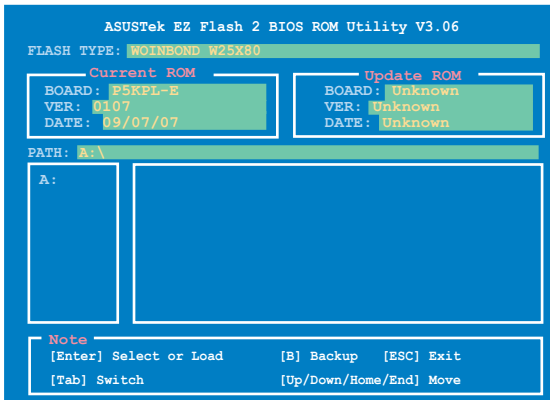 ASUSTek EZ Flash 2 BIOS ROM Utility V3.06
FLASH TYPE: WOINBOND W25X80
Current ROM
BOARD: P5KPL-E
VER: 0107
DATE: 09/07/07
Update ROM
BOARD: Unknown
VER: Unknown
DATE: Unknown
PATH: A:\
A:
Note
[Enter] Select or Load [B] Backup [ESC] Exit
[Tab] Switch [Up/Down/Home/End] Move